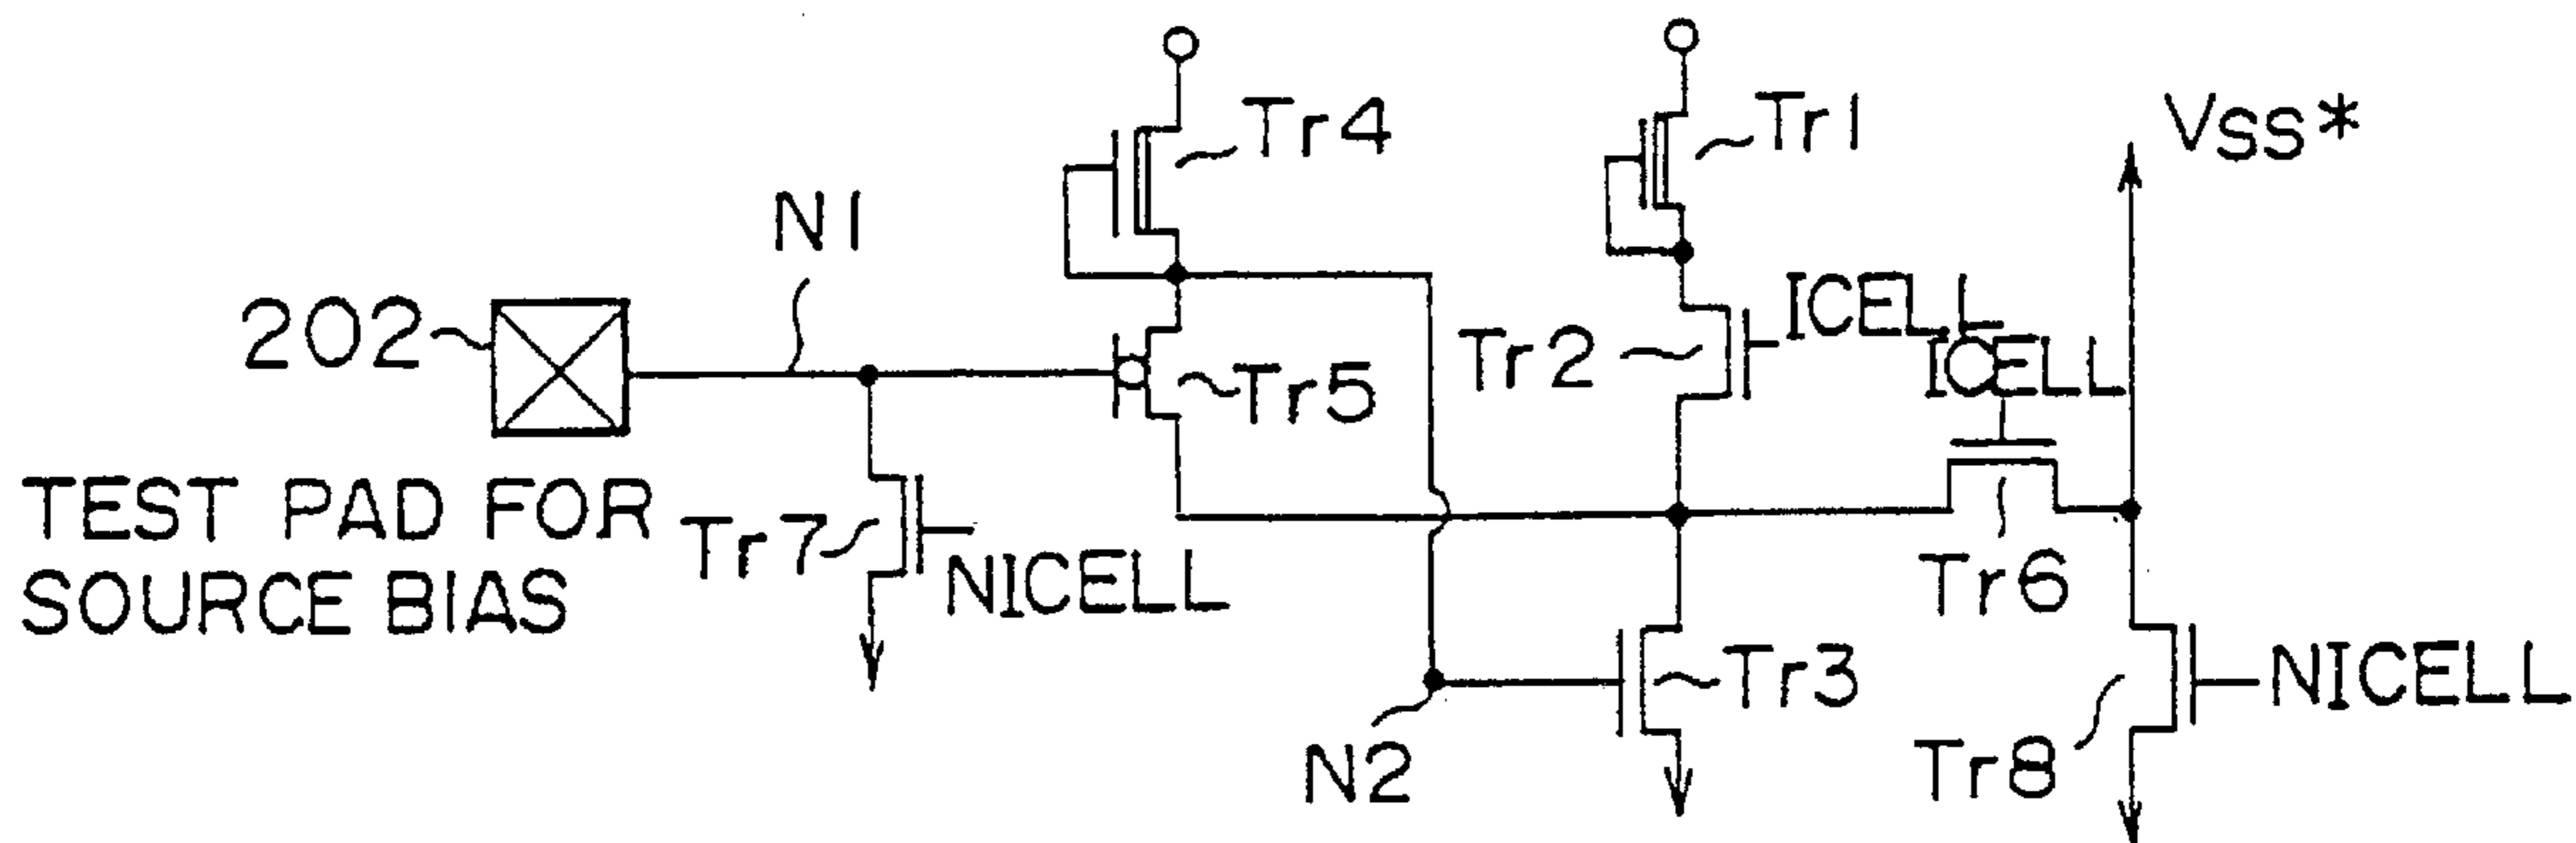 Tr4
Tr1
Vss*
N1
202
ICELL
ICELL
Tr2
Tr5
TEST PAD FOR
SOURCE BIAS
Tr7
NICELL
Tr6
Tr3
NICELL
N2
Tr8